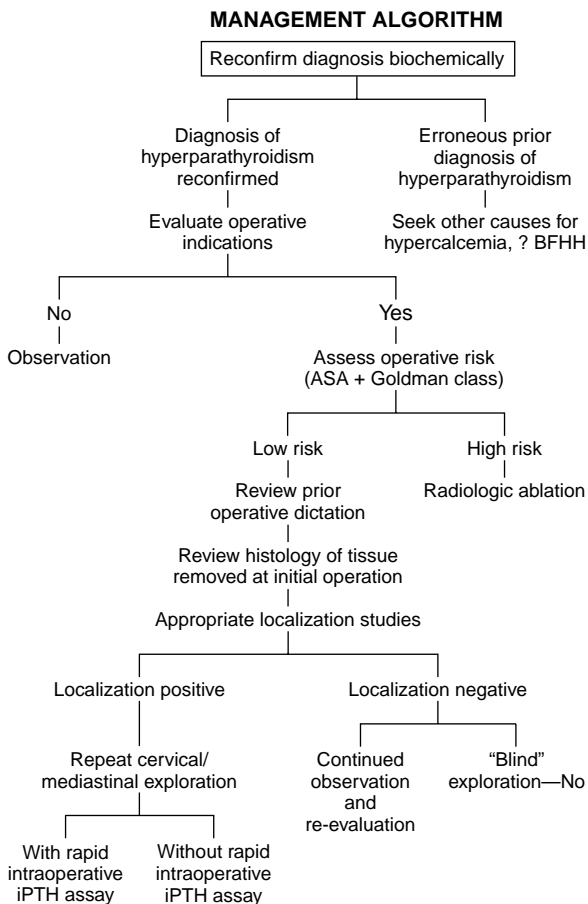 MANAGEMENT ALGORITHM
Reconfirm diagnosis biochemically
Diagnosis of
hyperparathyroidism
reconfirmed
Erroneous prior
diagnosis of
hyperparathyroidism
Evaluate operative
indications
Seek other causes for
hypercalcemia, ? BFHH
No
Yes
Observation
Assess operative risk
(ASA + Goldman class)
Low risk
High risk
Review prior
operative dictation
Radiologic ablation
Review histology of tissue
removed at initial operation
Appropriate localization studies
Localization positive
Localization negative
Repeat cervical/
mediastinal exploration
Continued
observation
and
re-evaluation
“Blind”
exploration—No
With rapid
intraoperative
iPTH assay
Without rapid
intraoperative
iPTH assay